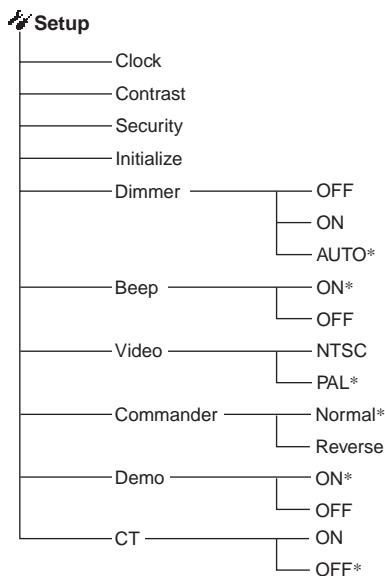 Setup
Clock
Contrast
Security
Initialize
Dimmer
OFF
ON
AUTO*
Beep
ON*
OFF
Video
NTSC
PAL*
Commander
Normal*
Reverse
Demo
ON*
OFF
CT
ON
OFF*